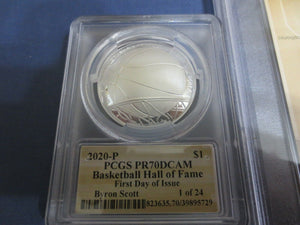 2020-P $1
PCGS PR70DCAM
Basketball Hall of Fame
First Day of Issue
Byron Scott 1 of 24
823635.70/39895729